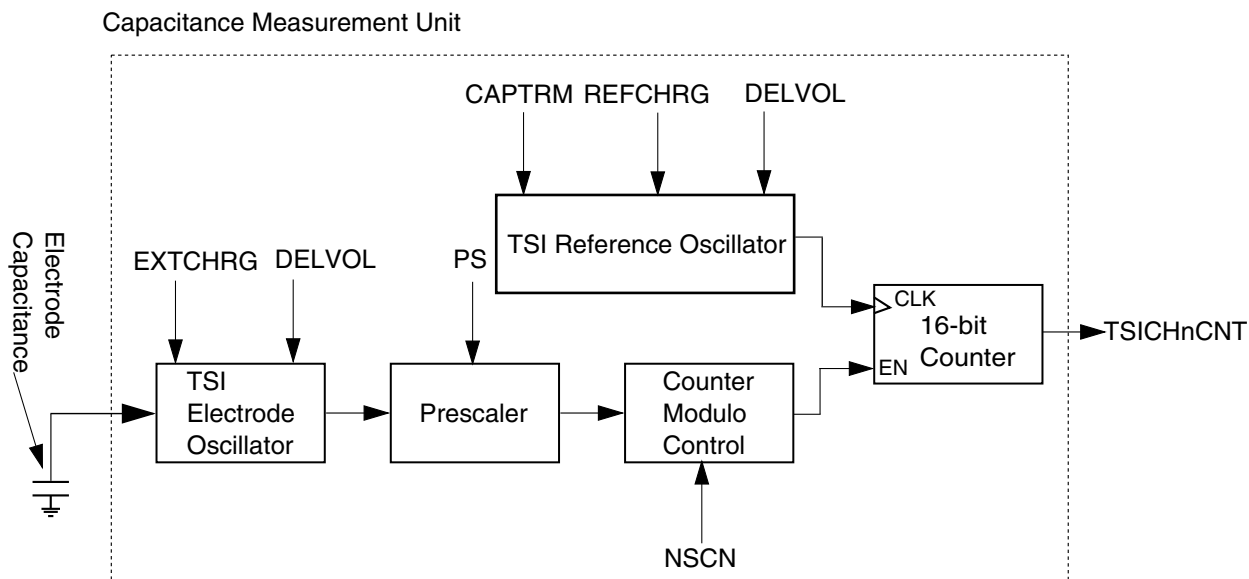 Capacitance Measurement Unit
CAPTRM REFCHRG DELVOL
TSI Reference Oscillator
Electrode
Capacitance
EXTCHRG DELVOL
PS
CLK
16-bit
Counter
EN
TSICHnCNT
TSI
Electrode
Oscillator
Prescaler
Counter
Modulo
Control
NSCN